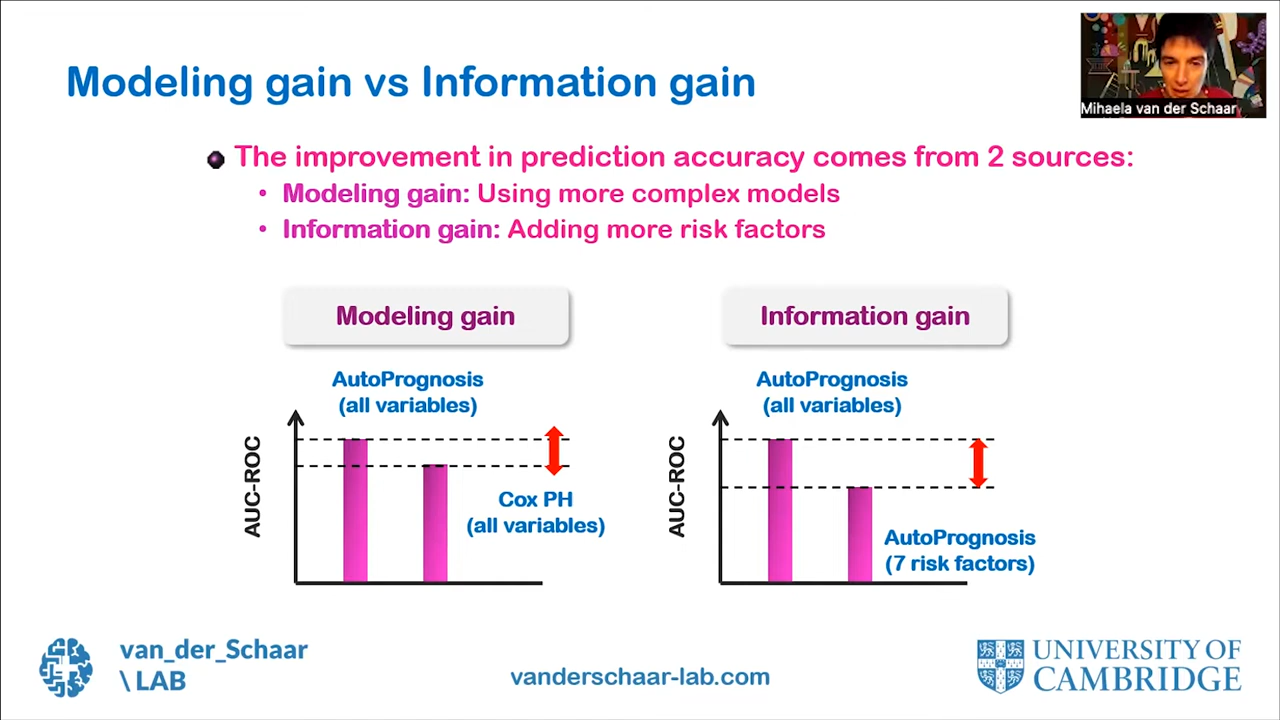 Modeling gain vs Information gain
Mihaela van der Schaar
The improvement in prediction accuracy comes from 2 sources:
• Modeling gain: Using more complex models
• Information gain: Adding more risk factors
Modeling gain
AutoPrognosis
(all variables)
AUC-ROC
Cox PH
(all variables)
Information gain
AutoPrognosis
(all variables)
AUC-ROC
AutoPrognosis
(7 risk factors)
van_der_Schaar
\LAB
vanderschaar-lab.com
UNIVERSITY OF
CAMBRIDGE